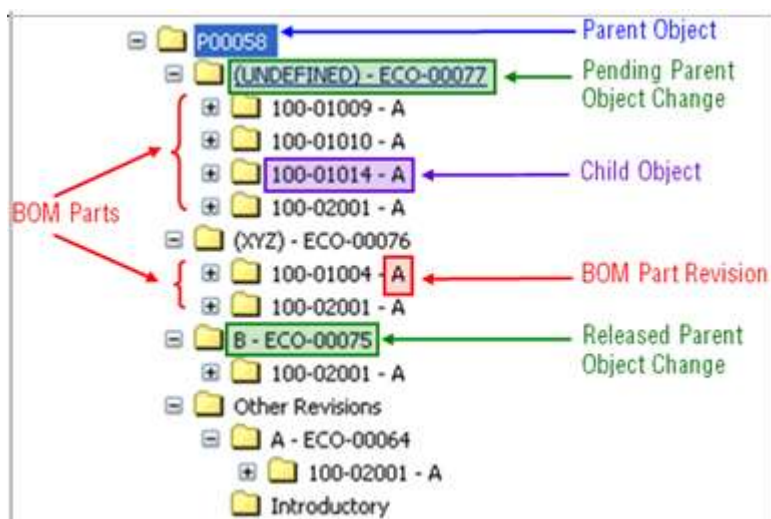 P00058
Parent Object
(UNDEFINED) - ECO-00077
Pending Parent
Object Change
100-01009 - A
100-01010 - A
100-01014 - A
Child Object
100-02001 - A
BOM Parts
(XYZ) - ECO-00076
100-01004 - A
BOM Part Revision
100-02001 - A
B - ECO-00075
Released Parent
Object Change
100-02001 - A
Other Revisions
A - ECO-00064
100-02001 - A
Introductory